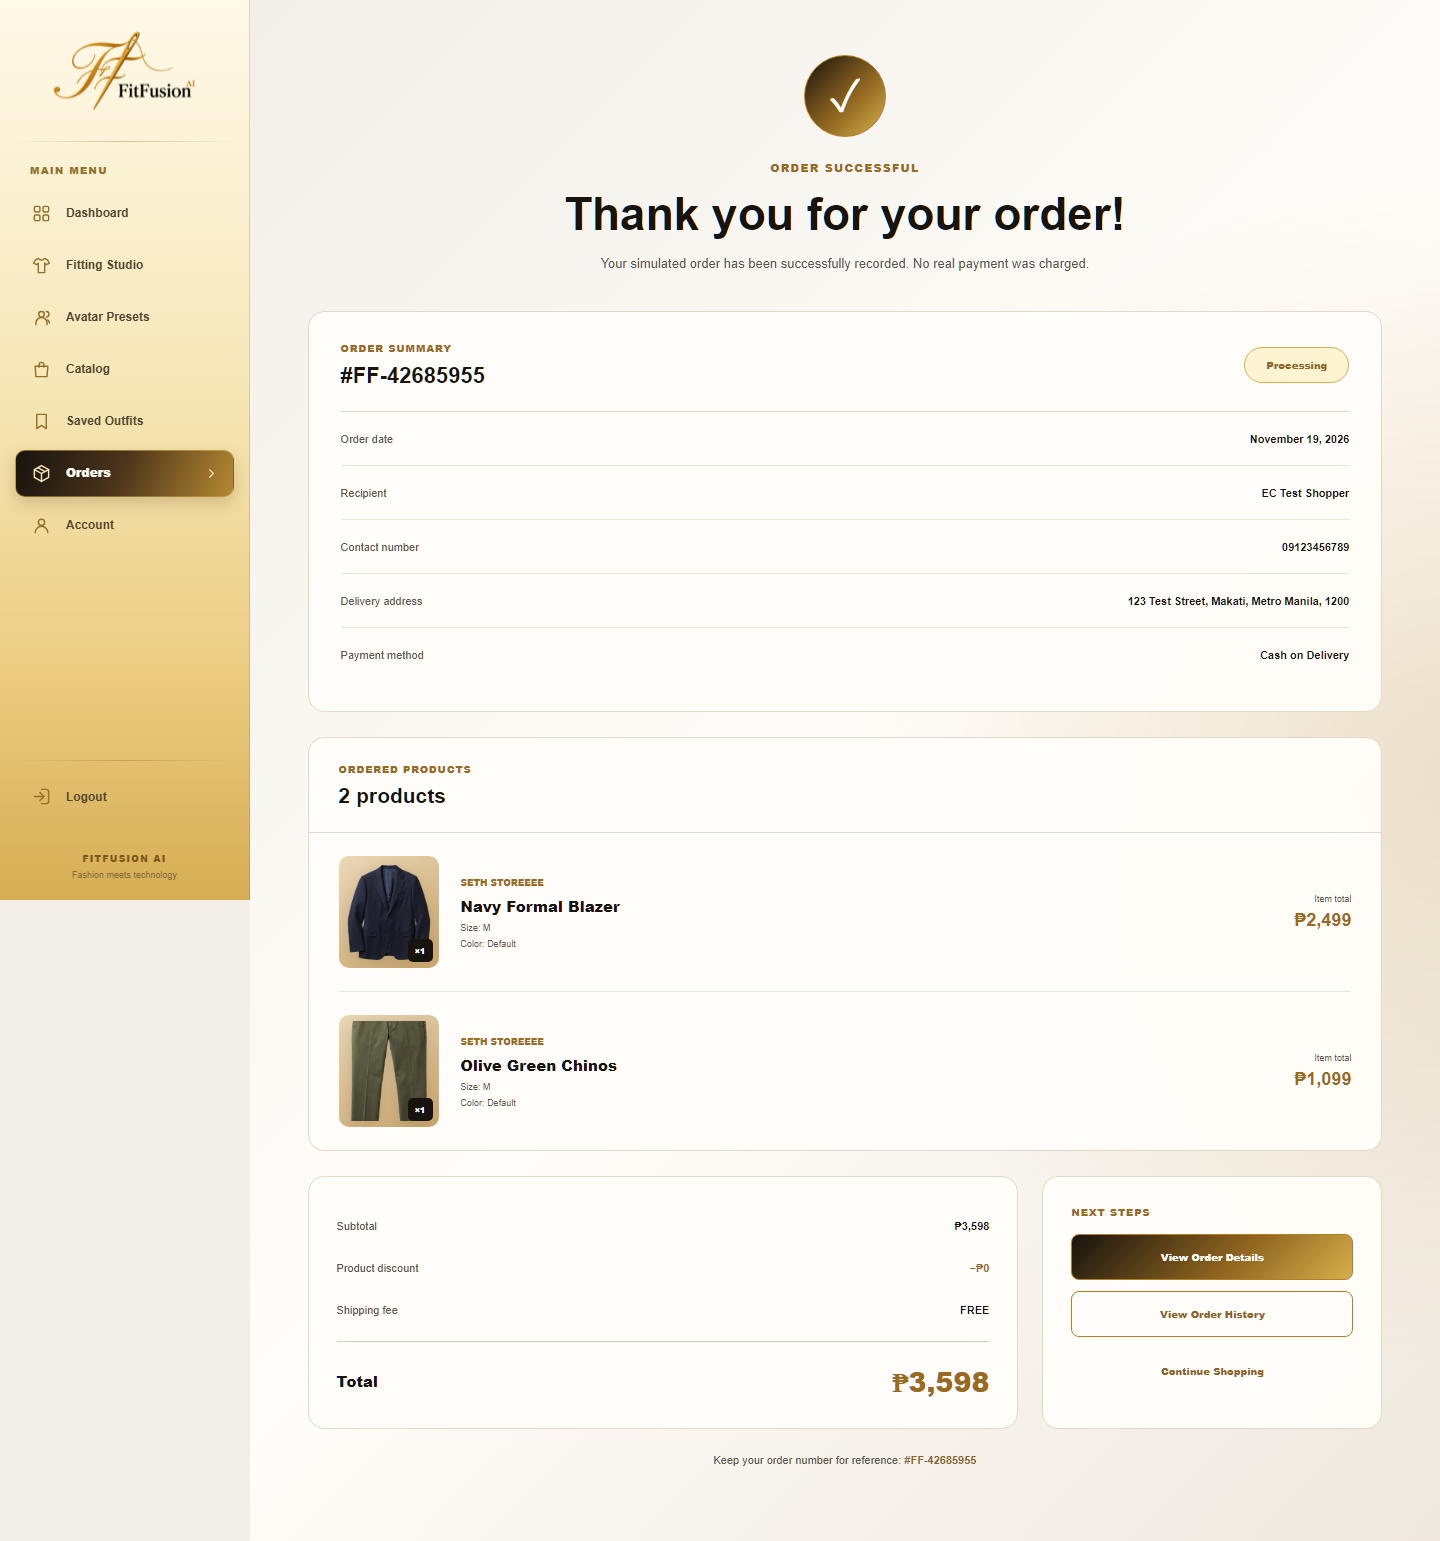 FitFusion AI
MAIN MENU
Dashboard
Fitting Studio
Avatar Presets
Catalog
Saved Outfits
Orders
Account
Logout
FITFUSION AI
Fashion meets technology
ORDER SUCCESSFUL
Thank you for your order!
Your simulated order has been successfully recorded. No real payment was charged.
ORDER SUMMARY
#FF-42685955
Processing
Order date November 19, 2026
Recipient EC Test Shopper
Contact number 09123456789
Delivery address 123 Test Street, Makati, Metro Manila, 1200
Payment method Cash on Delivery
ORDERED PRODUCTS
2 products
×1
SETH STOREEEE
Navy Formal Blazer
Size: M
Color: Default
Item total
₱2,499
×1
SETH STOREEEE
Olive Green Chinos
Size: M
Color: Default
Item total
₱1,099
Subtotal ₱3,598
Product discount −₱0
Shipping fee FREE
Total ₱3,598
NEXT STEPS
View Order Details
View Order History
Continue Shopping
Keep your order number for reference: #FF-42685955